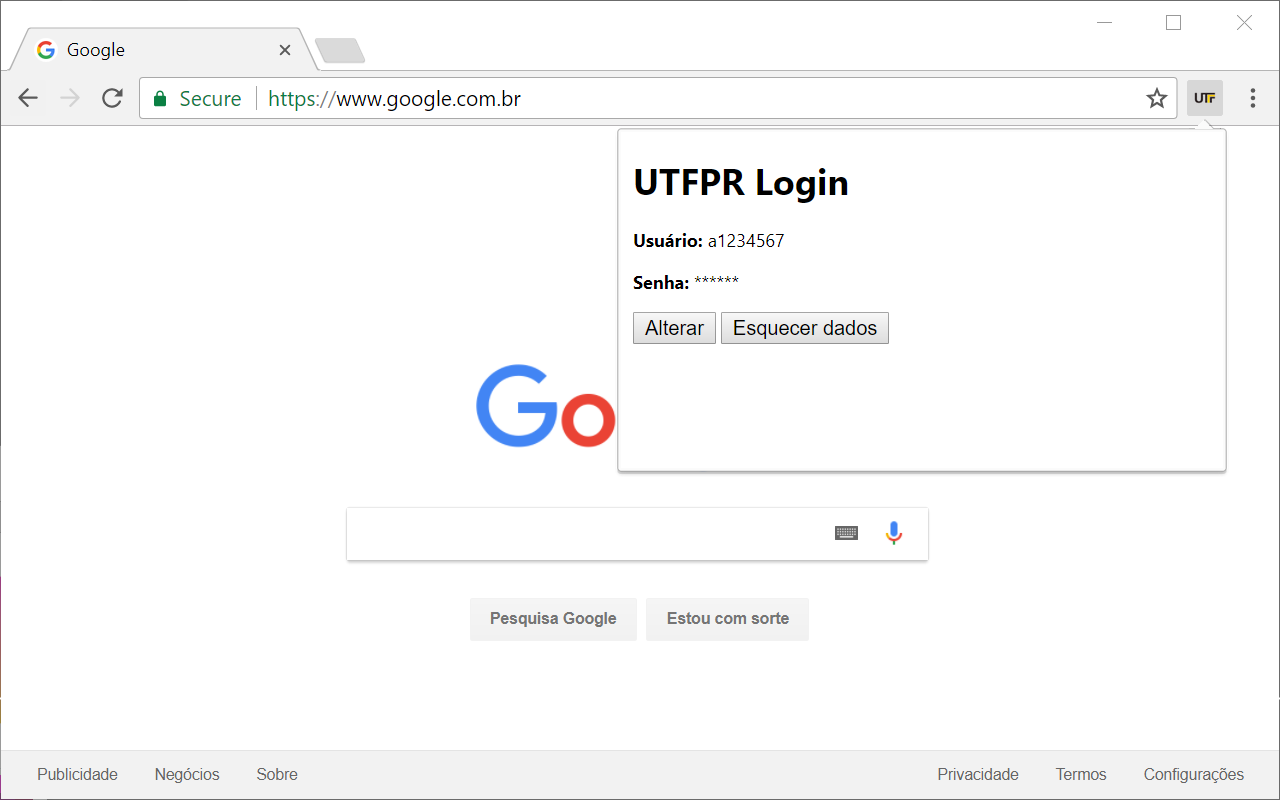 Google
Secure https://www.google.com.br UTF
UTFPR Login
Usuário: a1234567
Senha: ******
Alterar Esquecer dados
Go
Pesquisa Google Estou com sorte
Publicidade Negócios Sobre Privacidade Termos Configurações